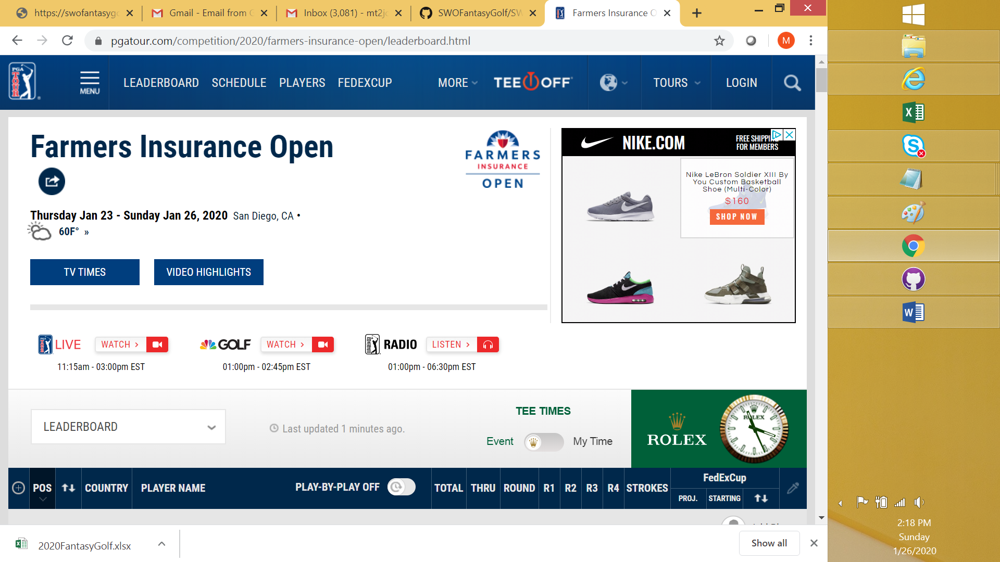 https://swofantasyg
Gmail - Email from
Inbox (3,081) - mt2j
SWOFantasyGolf/SW
Farmers Insurance O
pgatour.com/competition/2020/farmers-insurance-open/leaderboard.html
M
PGA TOUR
MENU
LEADERBOARD
SCHEDULE
PLAYERS
FEDEXCUP
MORE
TEE OFF
TOURS
LOGIN
Farmers Insurance Open
FARMERS
INSURANCE
OPEN
NIKE.COM
FREE SHIPPING
FOR MEMBERS
Nike LeBron Soldier XIII By
You Custom Basketball
Shoe (Multi-Color)
$160
SHOP NOW
Thursday Jan 23 - Sunday Jan 26, 2020 San Diego, CA •
60F° »
TV TIMES
VIDEO HIGHLIGHTS
LIVE
WATCH >
GOLF
WATCH >
RADIO
LISTEN >
11:15am - 03:00pm EST
01:00pm - 02:45pm EST
01:00pm - 06:30pm EST
LEADERBOARD
Last updated 1 minutes ago.
TEE TIMES
Event
My Time
ROLEX
ROLEX
POS
COUNTRY
PLAYER NAME
PLAY-BY-PLAY OFF
TOTAL
THRU
ROUND
R1
R2
R3
R4
STROKES
FedExCup
PROJ.
STARTING
2020FantasyGolf.xlsx
Show all
2:18 PM
Sunday
1/26/2020